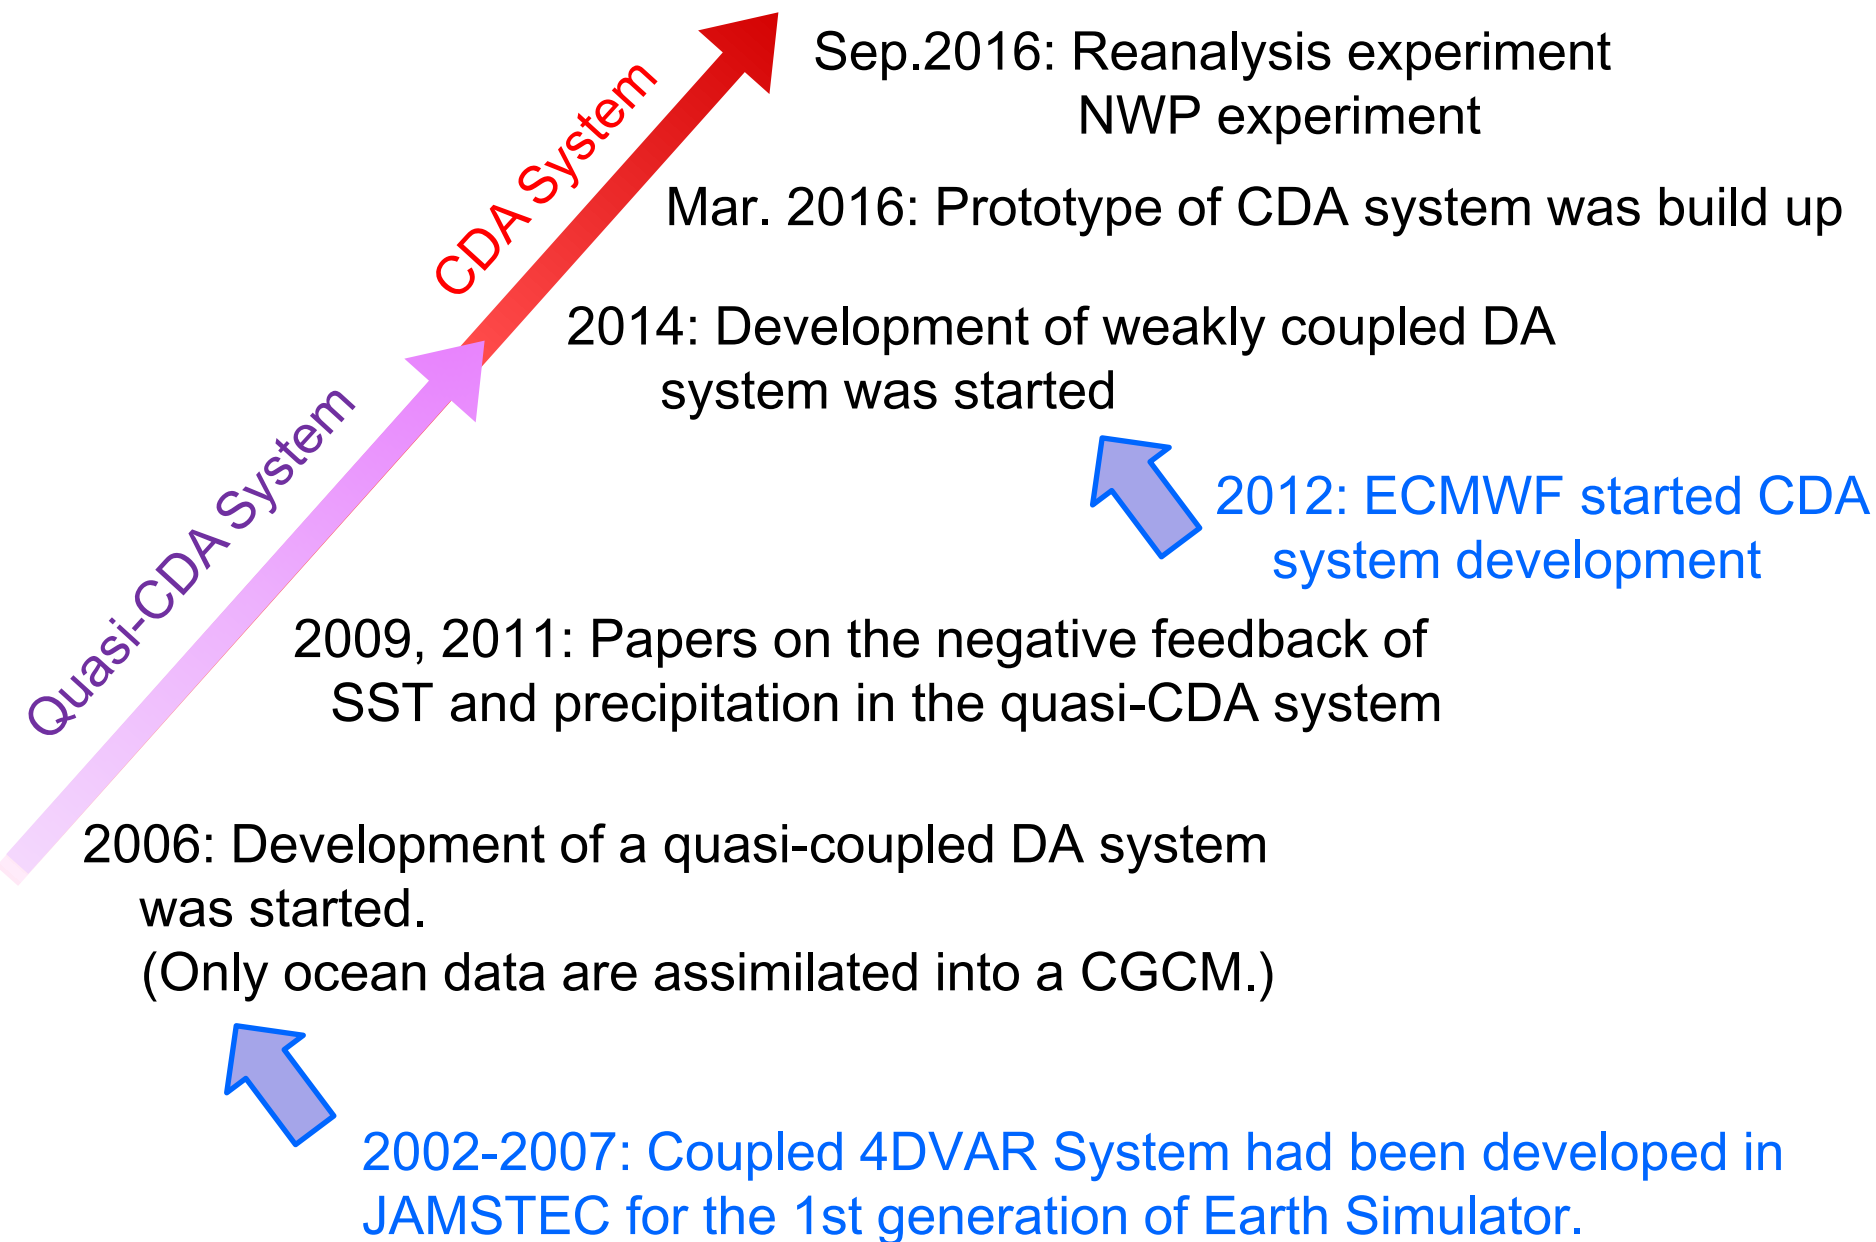 Sep.2016: Reanalysis experiment
NWP experiment
CDA System
Mar. 2016: Prototype of CDA system was build up
2014: Development of weakly coupled DA
system was started
2012: ECMWF started CDA
system development
Quasi-CDA System
2009, 2011: Papers on the negative feedback of
SST and precipitation in the quasi-CDA system
2006: Development of a quasi-coupled DA system
was started.
(Only ocean data are assimilated into a CGCM.)
2002-2007: Coupled 4DVAR System had been developed in
JAMSTEC for the 1st generation of Earth Simulator.